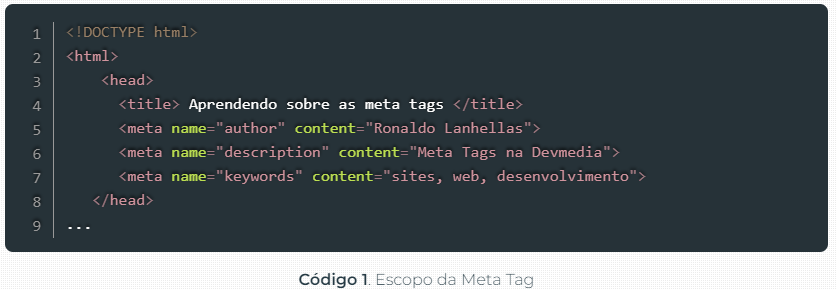 1 <!DOCTYPE html>
2 <html>
3 <head>
4 <title> Aprendendo sobre as meta tags </title>
5 <meta name="author" content="Ronaldo Lanhellas">
6 <meta name="description" content="Meta Tags na Devmedia">
7 <meta name="keywords" content="sites, web, desenvolvimento">
8 </head>
9 ...
Código 1. Escopo da Meta Tag